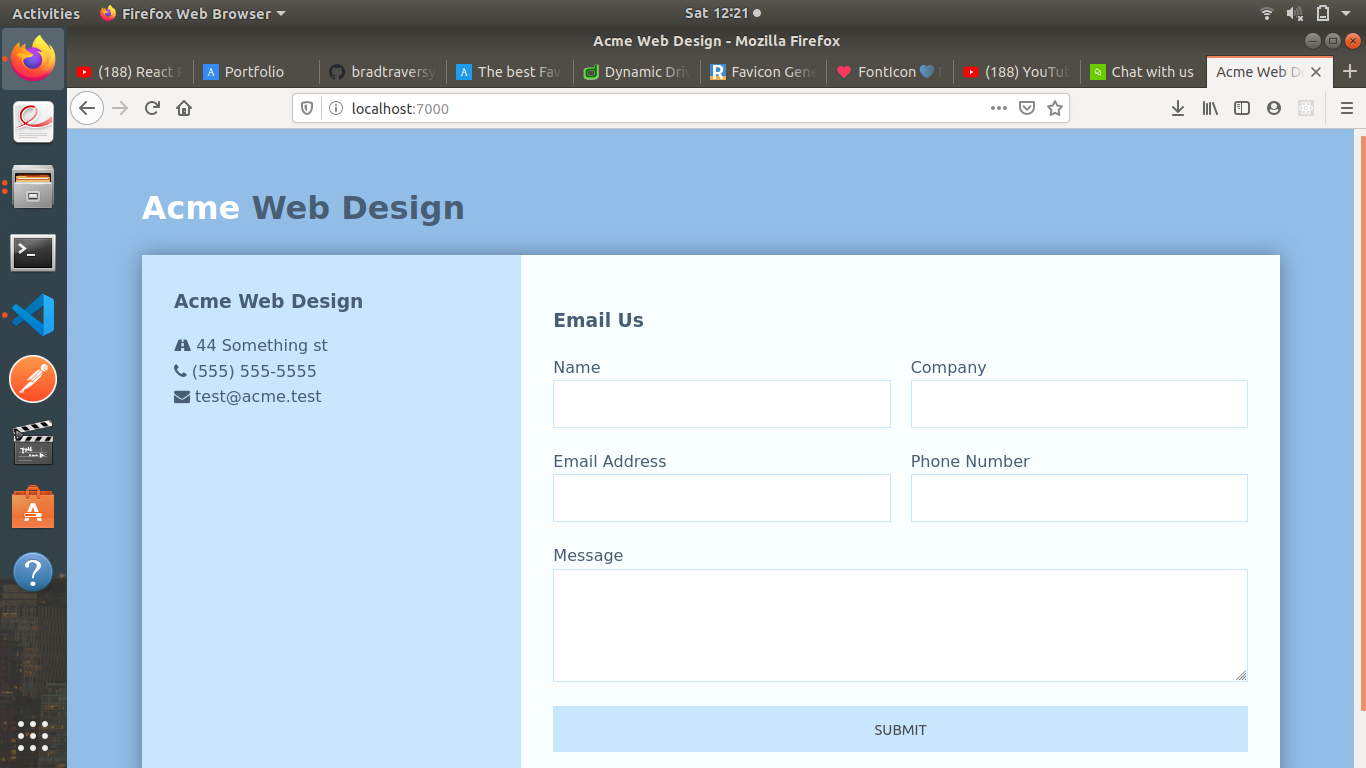 Activities Firefox Web Browser Sat 12:21
Acme Web Design - Mozilla Firefox
(188) React Portfolio bradtraversy The best Fav Dynamic Driv Favicon Gene FontIcon (188) YouTub Chat with us Acme Web De
localhost:7000
Acme Web Design
Acme Web Design
44 Something st
(555) 555-5555
test@acme.test
Email Us
Name Company
Email Address Phone Number
Message
SUBMIT